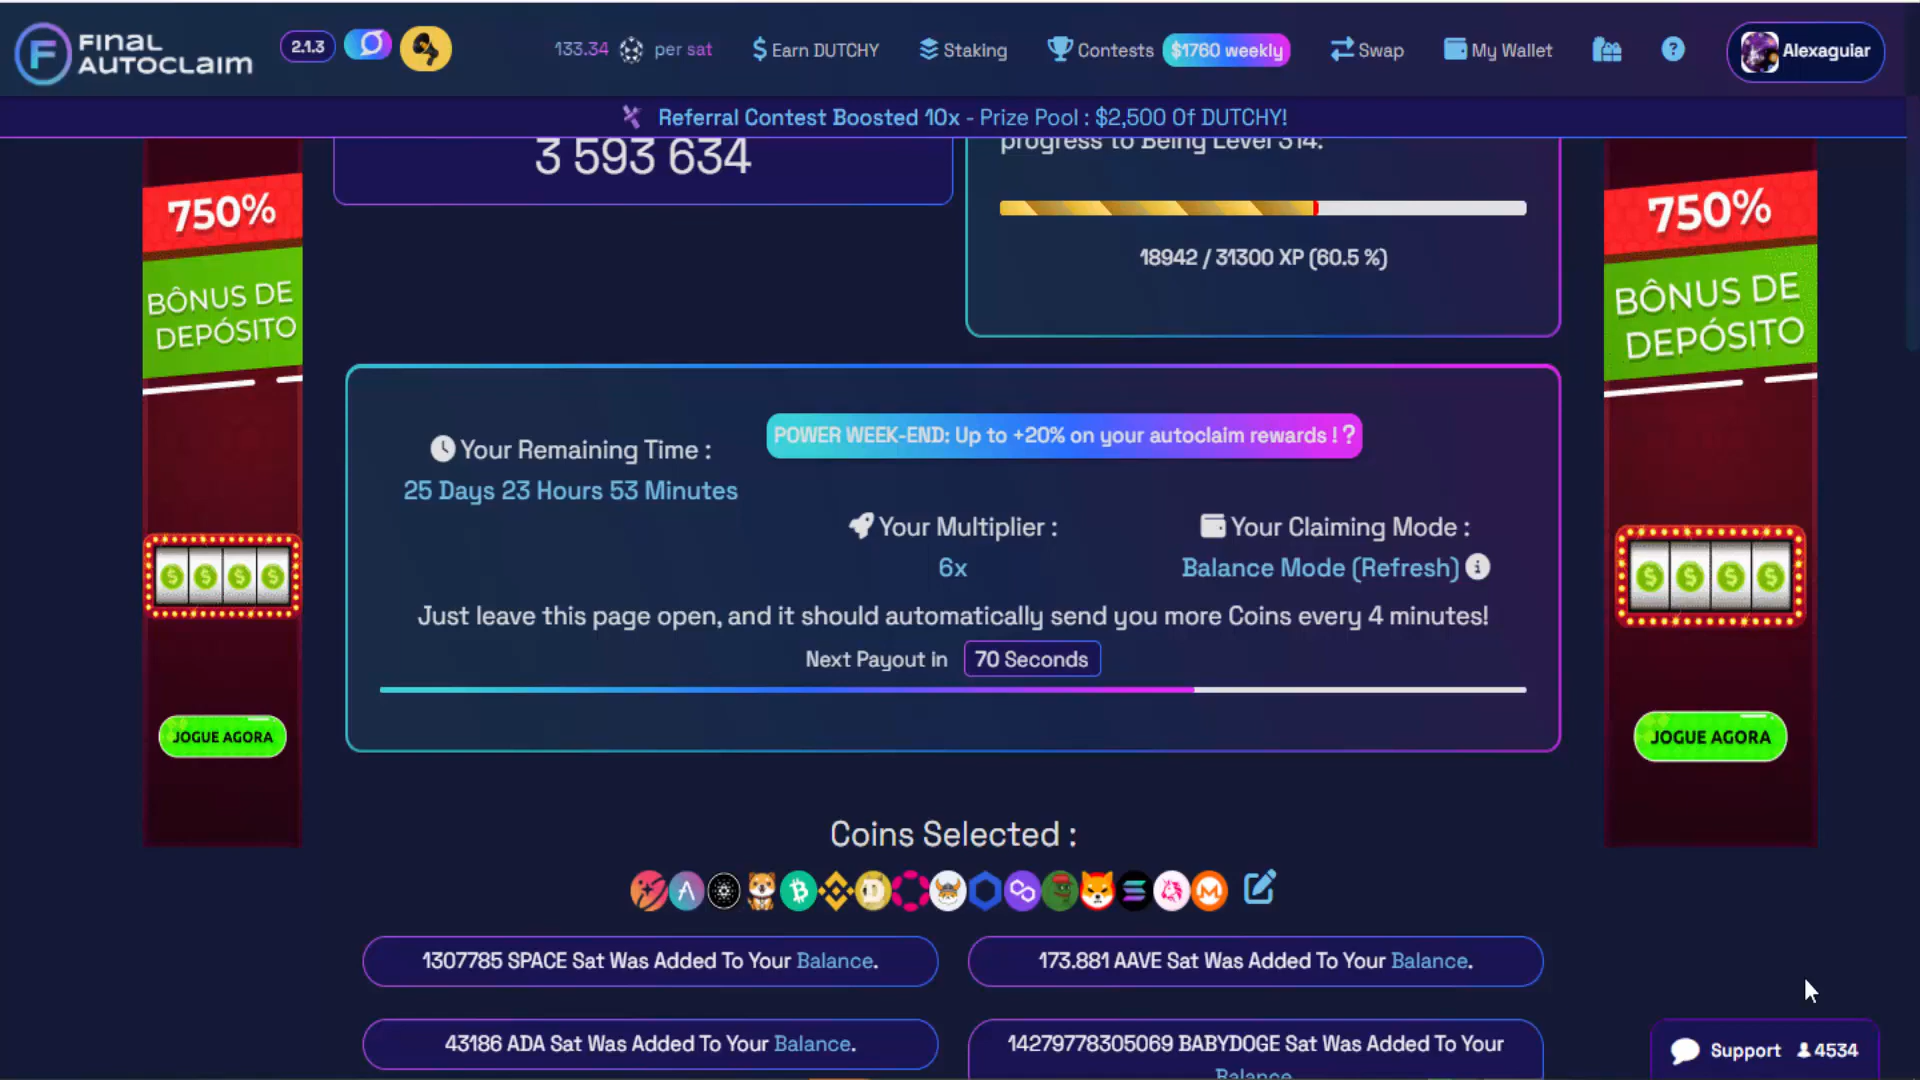 FINAL AUTOCLAIM
2.1.3
133.34 per sat
Earn DUTCHY
Staking
Contests $1760 weekly
Swap
My Wallet
Alexaguiar
Referral Contest Boosted 10x - Prize Pool : $2,500 Of DUTCHY!
3 593 634
progress to Being Level 314.
18942 / 31300 XP (60.5 %)
750%
BÔNUS DE
DEPÓSITO
JOGUE AGORA
Your Remaining Time :
25 Days 23 Hours 53 Minutes
POWER WEEK-END: Up to +20% on your autoclaim rewards ! ?
Your Multiplier :
6x
Your Claiming Mode :
Balance Mode (Refresh)
Just leave this page open, and it should automatically send you more Coins every 4 minutes!
Next Payout in 70 Seconds
750%
BÔNUS DE
DEPÓSITO
JOGUE AGORA
Coins Selected :
1307785 SPACE Sat Was Added To Your Balance.
173.881 AAVE Sat Was Added To Your Balance.
43186 ADA Sat Was Added To Your Balance.
14279778305069 BABYDOGE Sat Was Added To Your
Balance.
Support 4534